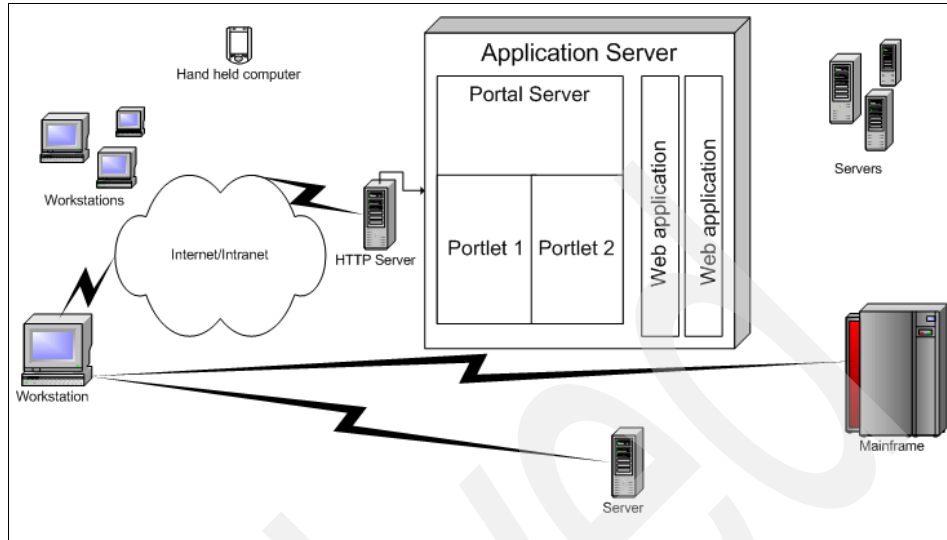 Hand held computer
Workstations
Internet/Intranet
HTTP Server
Application Server
Portal Server
Portlet 1
Portlet 2
Web application
Web application
Servers
Workstation
Server
Mainframe